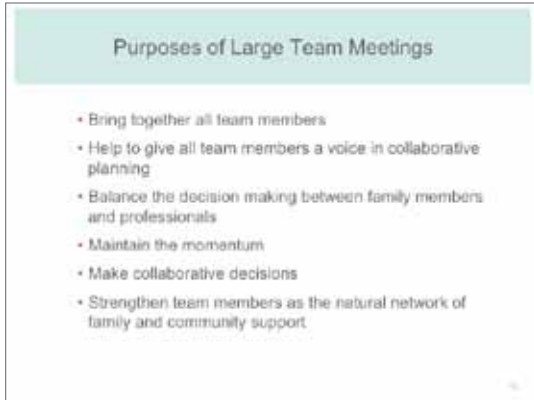 Purposes of Large Team Meetings
• Bring together all team members
• Help to give all team members a voice in collaborative
planning
• Balance the decision making between family members
and professionals
• Maintain the momentum
• Make collaborative decisions
• Strengthen team members as the natural network of
family and community support